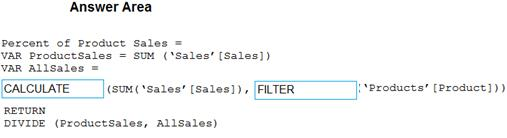 Answer Area
Percent of Product Sales =
VAR ProductSales = SUM (‘Sales’[Sales])
VAR AllSales =
CALCULATE (SUM(‘Sales’[Sales]), FILTER ‘Products’[Product]))
RETURN
DIVIDE (ProductSales, AllSales)